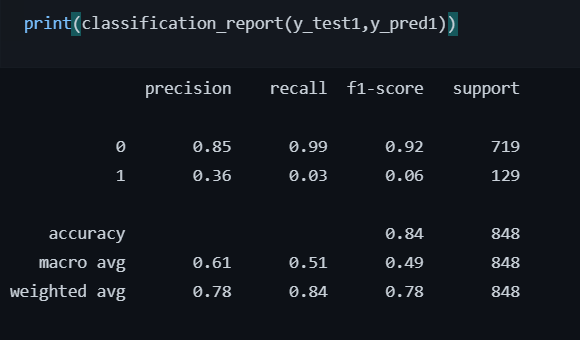 print(classification_report(y_test1,y_pred1))
precision recall f1-score support
0 0.85 0.99 0.92 719
1 0.36 0.03 0.06 129
accuracy 0.84 848
macro avg 0.61 0.51 0.49 848
weighted avg 0.78 0.84 0.78 848